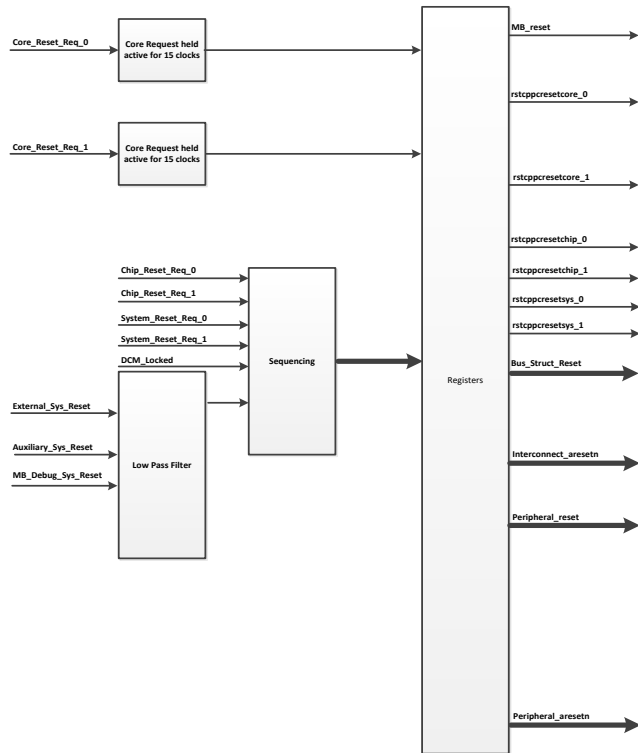 Core_Reset_Req_0
Core Request held
active for 15 clocks
MB_reset
rstcppcresetcore_0
Core_Reset_Req_1
Core Request held
active for 15 clocks
rstcppcresetcore_1
rstcppcresetchip_0
rstcppcresetchip_1
rstcppcresetsys_0
rstcppcresetsys_1
Bus_Struct_Reset
Chip_Reset_Req_0
Chip_Reset_Req_1
System_Reset_Req_0
System_Reset_Req_1
DCM_Locked
Sequencing
Registers
External_Sys_Reset
Auxiliary_Sys_Reset
MB_Debug_Sys_Reset
Low Pass Filter
Interconnect_aresetn
Peripheral_reset
Peripheral_aresetn